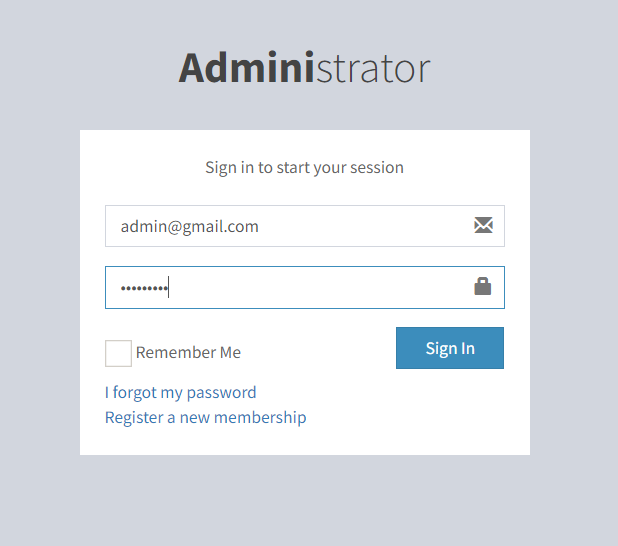 Administrator
Sign in to start your session
admin@gmail.com
•••••••••
Remember Me
Sign In
I forgot my password
Register a new membership